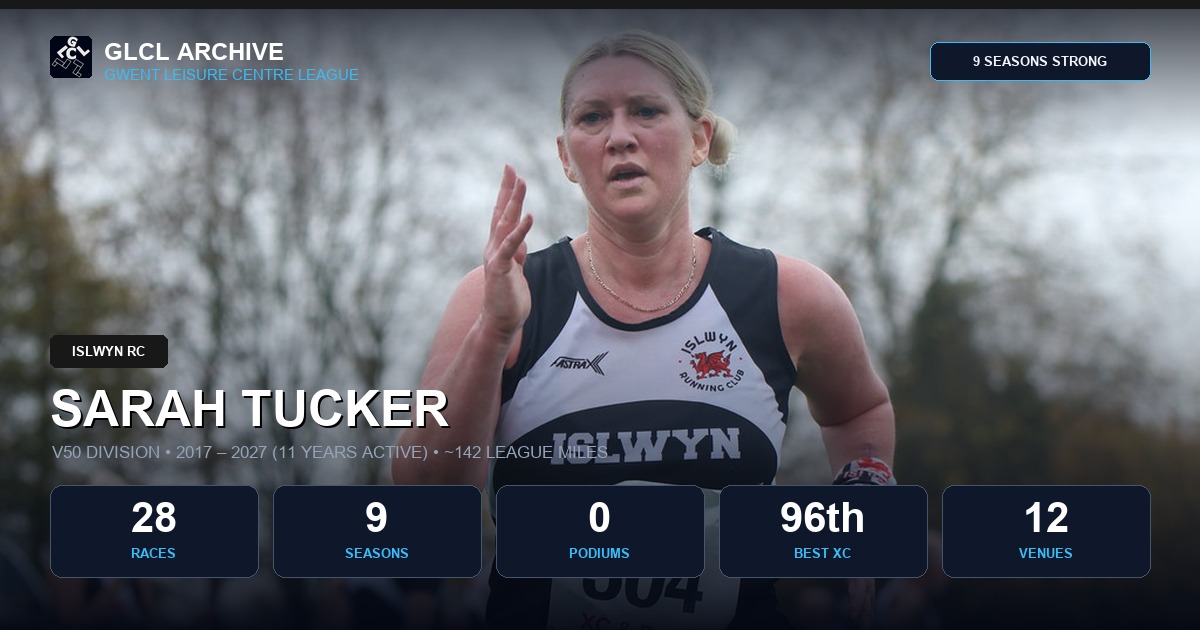 GLCL ARCHIVE
GWENT LEISURE CENTRE LEAGUE
9 SEASONS STRONG
ISLWYN RC
SARAH TUCKER
V50 DIVISION • 2017 – 2027 (11 YEARS ACTIVE) • ~142 LEAGUE MILES
28
RACES
9
SEASONS
0
PODIUMS
96th
BEST XC
12
VENUES
ASTRAX
ISLWYN
RUNNING CLUB
ISLWYN
504